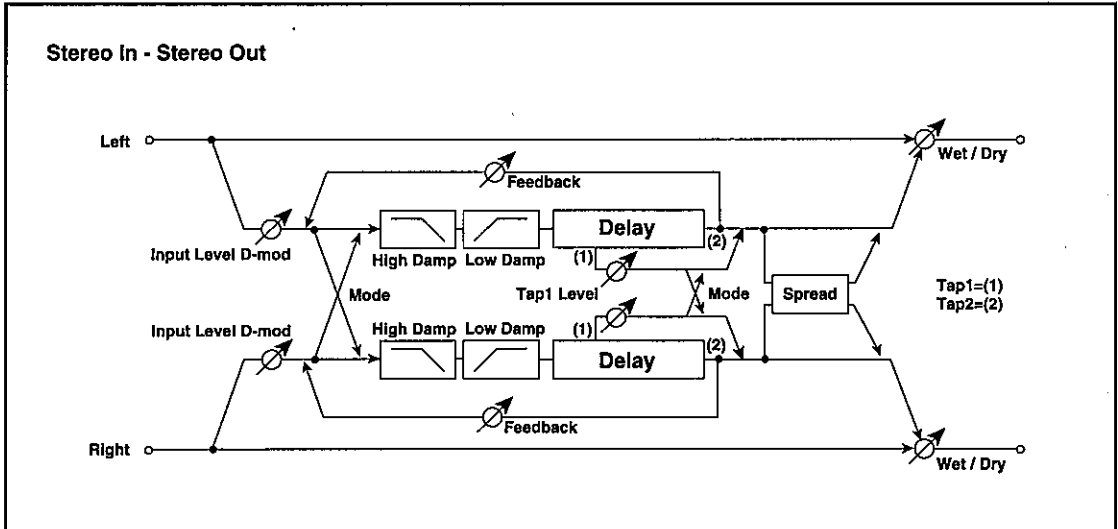 Stereo In - Stereo Out
Left
Wet / Dry
Feedback
Delay
Input Level D-mod
High Damp
Low Damp
(1)
(2)
Mode
Tap1 Level
Mode
Spread
Tap1=(1)
Tap2=(2)
Input Level D-mod
High Damp
Low Damp
(1)
Delay
(2)
Feedback
Right
Wet / Dry